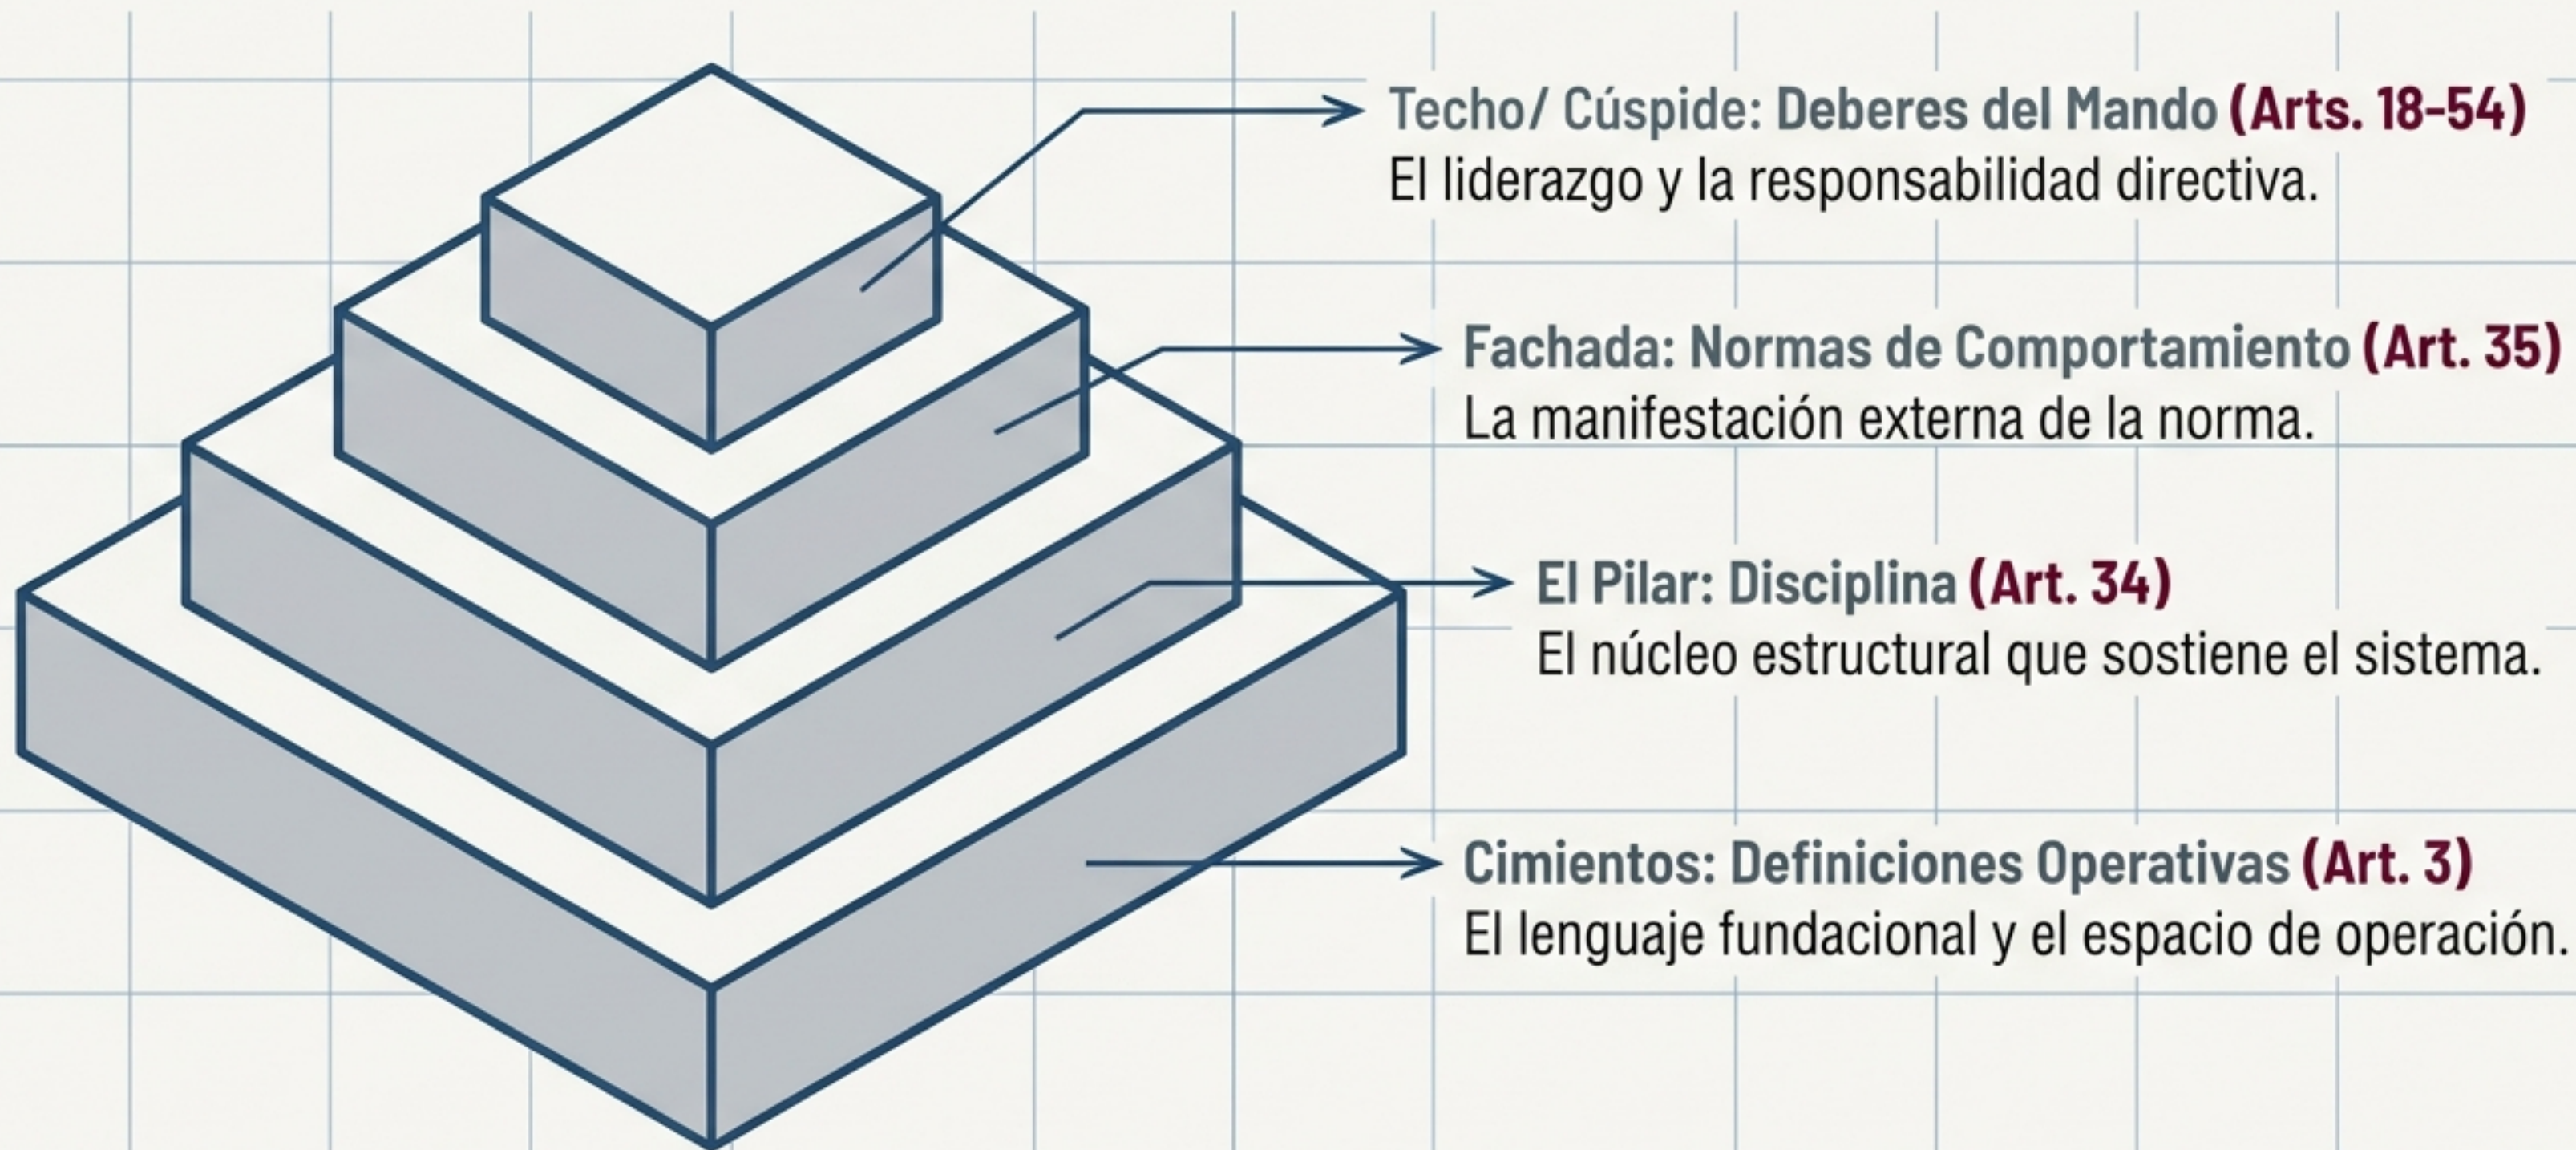 Techo/ Cúspide: Deberes del Mando (Arts. 18-54)
El liderazgo y la responsabilidad directiva.
Fachada: Normas de Comportamiento (Art. 35)
La manifestación externa de la norma.
El Pilar: Disciplina (Art. 34)
El núcleo estructural que sostiene el sistema.
Cimientos: Definiciones Operativas (Art. 3)
El lenguaje fundacional y el espacio de operación.